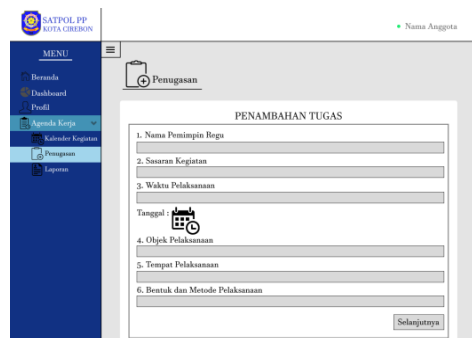 SATPOL PP
KOTA CIREBON
Nama Anggota
MENU
Beranda
Dashboard
Profil
Agenda Kerja
Kalender Kegiatan
Penugasan
Laporan
Penugasan
PENAMBAHAN TUGAS
1. Nama Pemimpin Regu
2. Sasaran Kegiatan
3. Waktu Pelaksanaan
Tanggal :
4. Objek Pelaksanaan
5. Tempat Pelaksanaan
6. Bentuk dan Metode Pelaksanaan
Selanjutnya